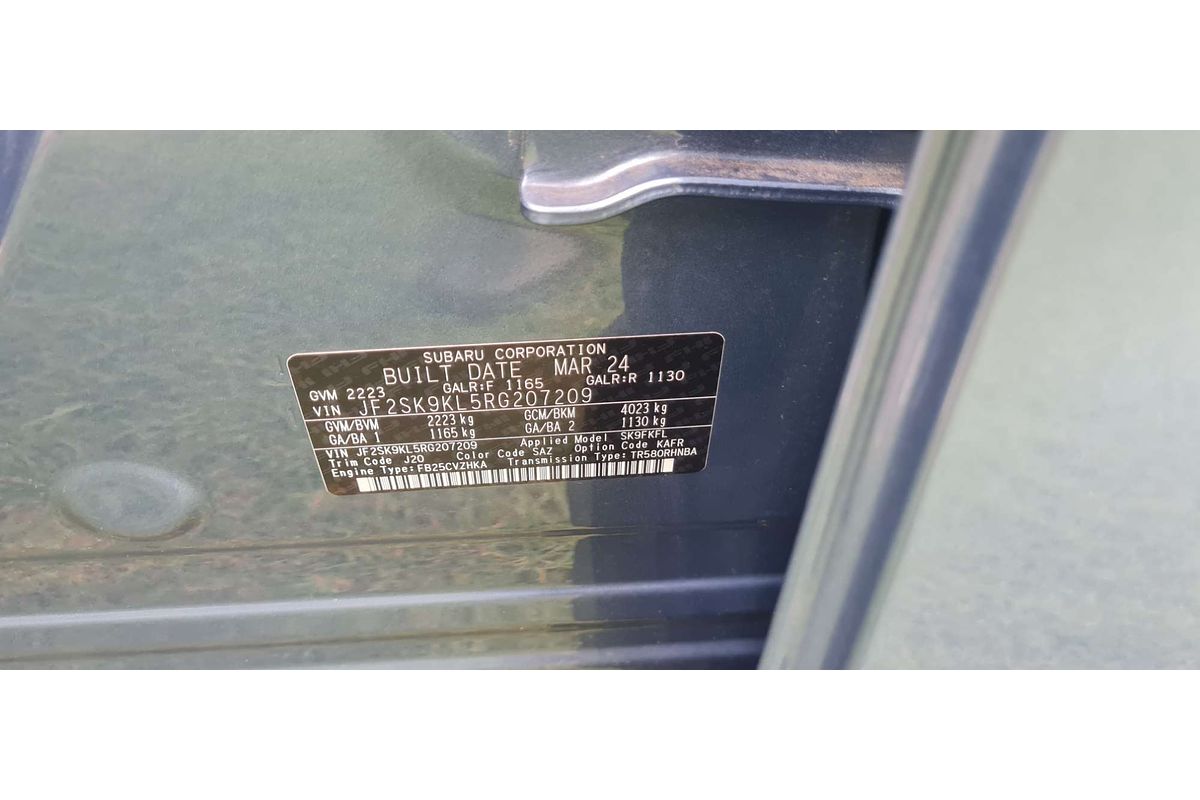 SUBARU CORPORATION
BUILT DATE MAR 24
GVM 2223 GALR:F 1165 GALR:R 1130
VIN JF2SK9KL5RG207209
GVM/BVM 2223 kg GCM/BKM 4023 kg
GA/BA 1 1165 kg GA/BA 2 1130 kg
VIN JF2SK9KL5RG207209 Applied Model SK9FKFL
Trim Code J20 Color Code SAZ Option Code KAFR
Engine Type:FB25CVZHKA Transmission Type:TR580RHNBA